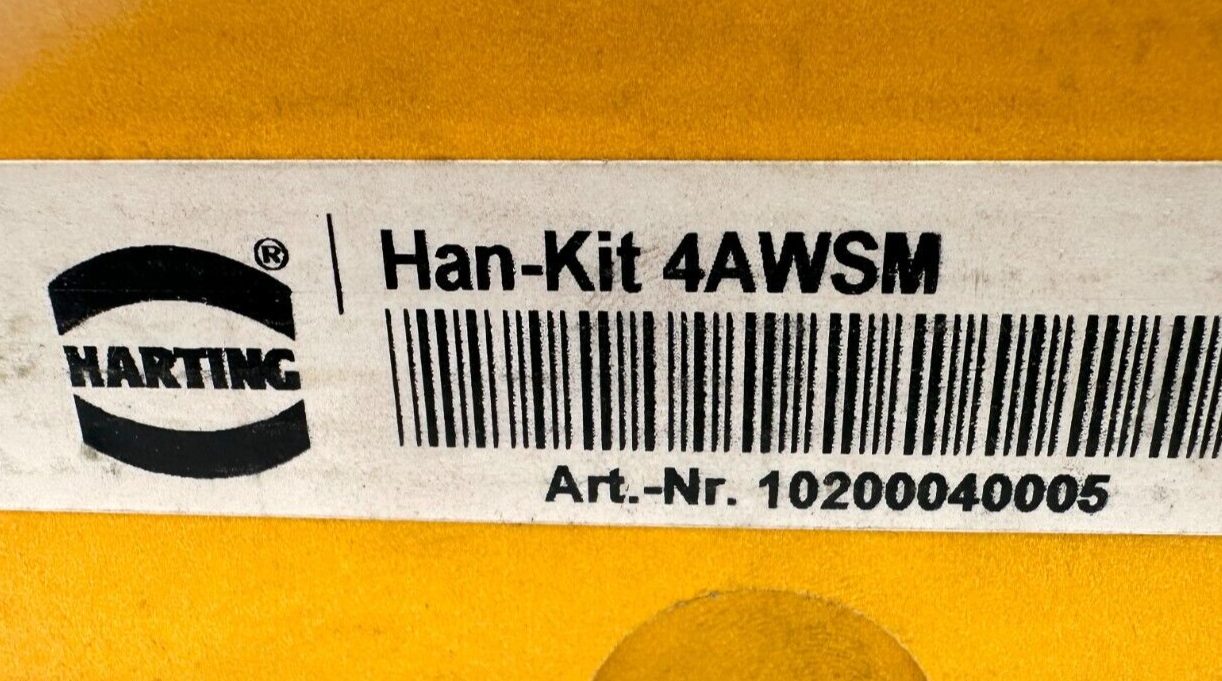 HARTING®
Han-Kit 4AWSM
Art.-Nr. 10200040005